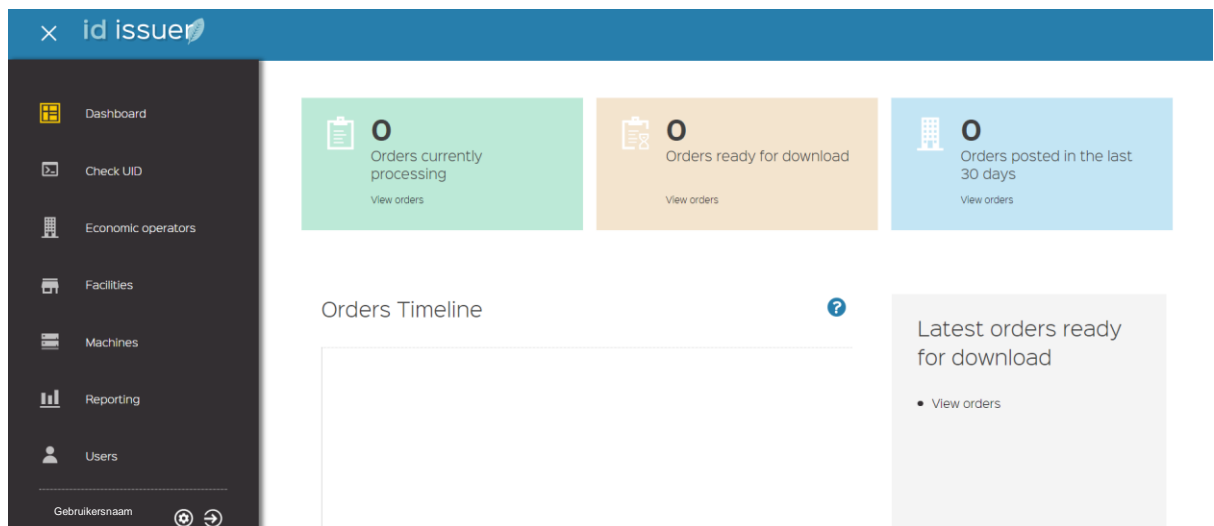 id issuer
Dashboard
Check UID
Economic operators
Facilities
Machines
Reporting
Users
Gebruikersnaam
0
Orders currently
processing
View orders
0
Orders ready for download
View orders
0
Orders posted in the last
30 days
View orders
Orders Timeline
?
Latest orders ready
for download
• View orders